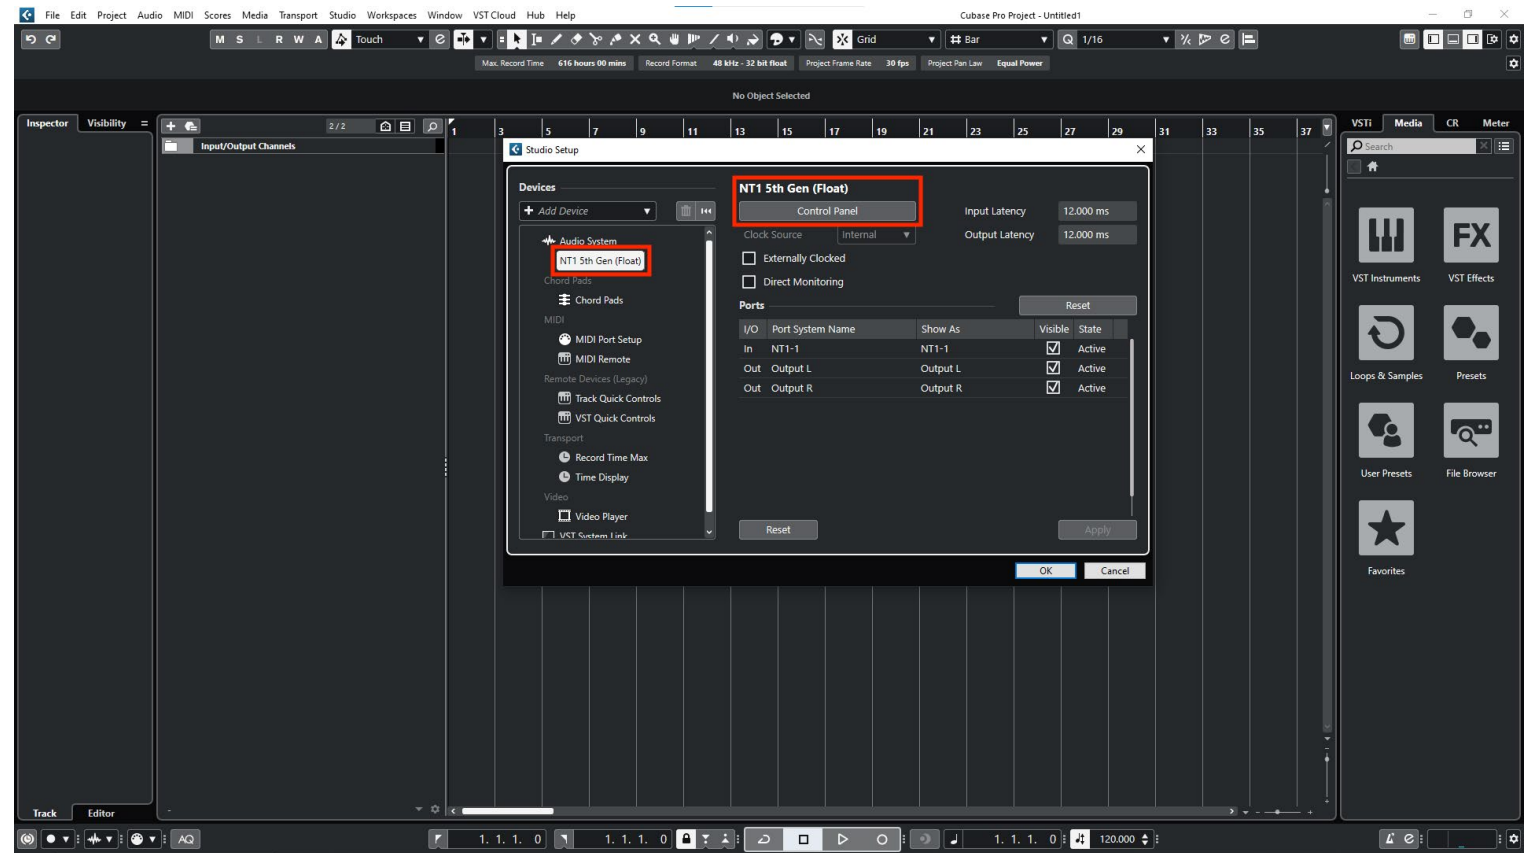 File Edit Project Audio MIDI Scores Media Transport Studio Workspaces Window VST Cloud Hub Help
Cubase Pro Project - Untitled1
M S L R W A Touch
Grid
Bar
Q 1/16
Max. Record Time 616 hours 00 mins Record Format 48 kHz - 32 bit float Project Frame Rate 30 fps Project Pan Law Equal Power
No Object Selected
Inspector Visibility
2/2
Input/Output Channels
1 3 5 7 9 11 13 15 17 19 21 23 25 27 29 31 33 35 37
VSTi Media CR Meter
Search
Studio Setup
Devices
Add Device
Audio System
NT1 5th Gen (Float)
Chord Pads
Chord Pads
MIDI
MIDI Port Setup
MIDI Remote
Remote Devices (Legacy)
Track Quick Controls
VST Quick Controls
Transport
Record Time Max
Time Display
Video
Video Player
VST System Link
NT1 5th Gen (Float)
Control Panel
Input Latency 12.000 ms
Clock Source Internal
Output Latency 12.000 ms
Externally Clocked
Direct Monitoring
Ports
Reset
I/O Port System Name Show As Visible State
In NT1-1 NT1-1 Active
Out Output L Output L Active
Out Output R Output R Active
Reset
Apply
OK
Cancel
FX
VST Instruments
VST Effects
Loops & Samples
Presets
User Presets
File Browser
Favorites
Track Editor
AQ
1. 1. 1. 0
1. 1. 1. 0
1. 1. 1. 0
120.000